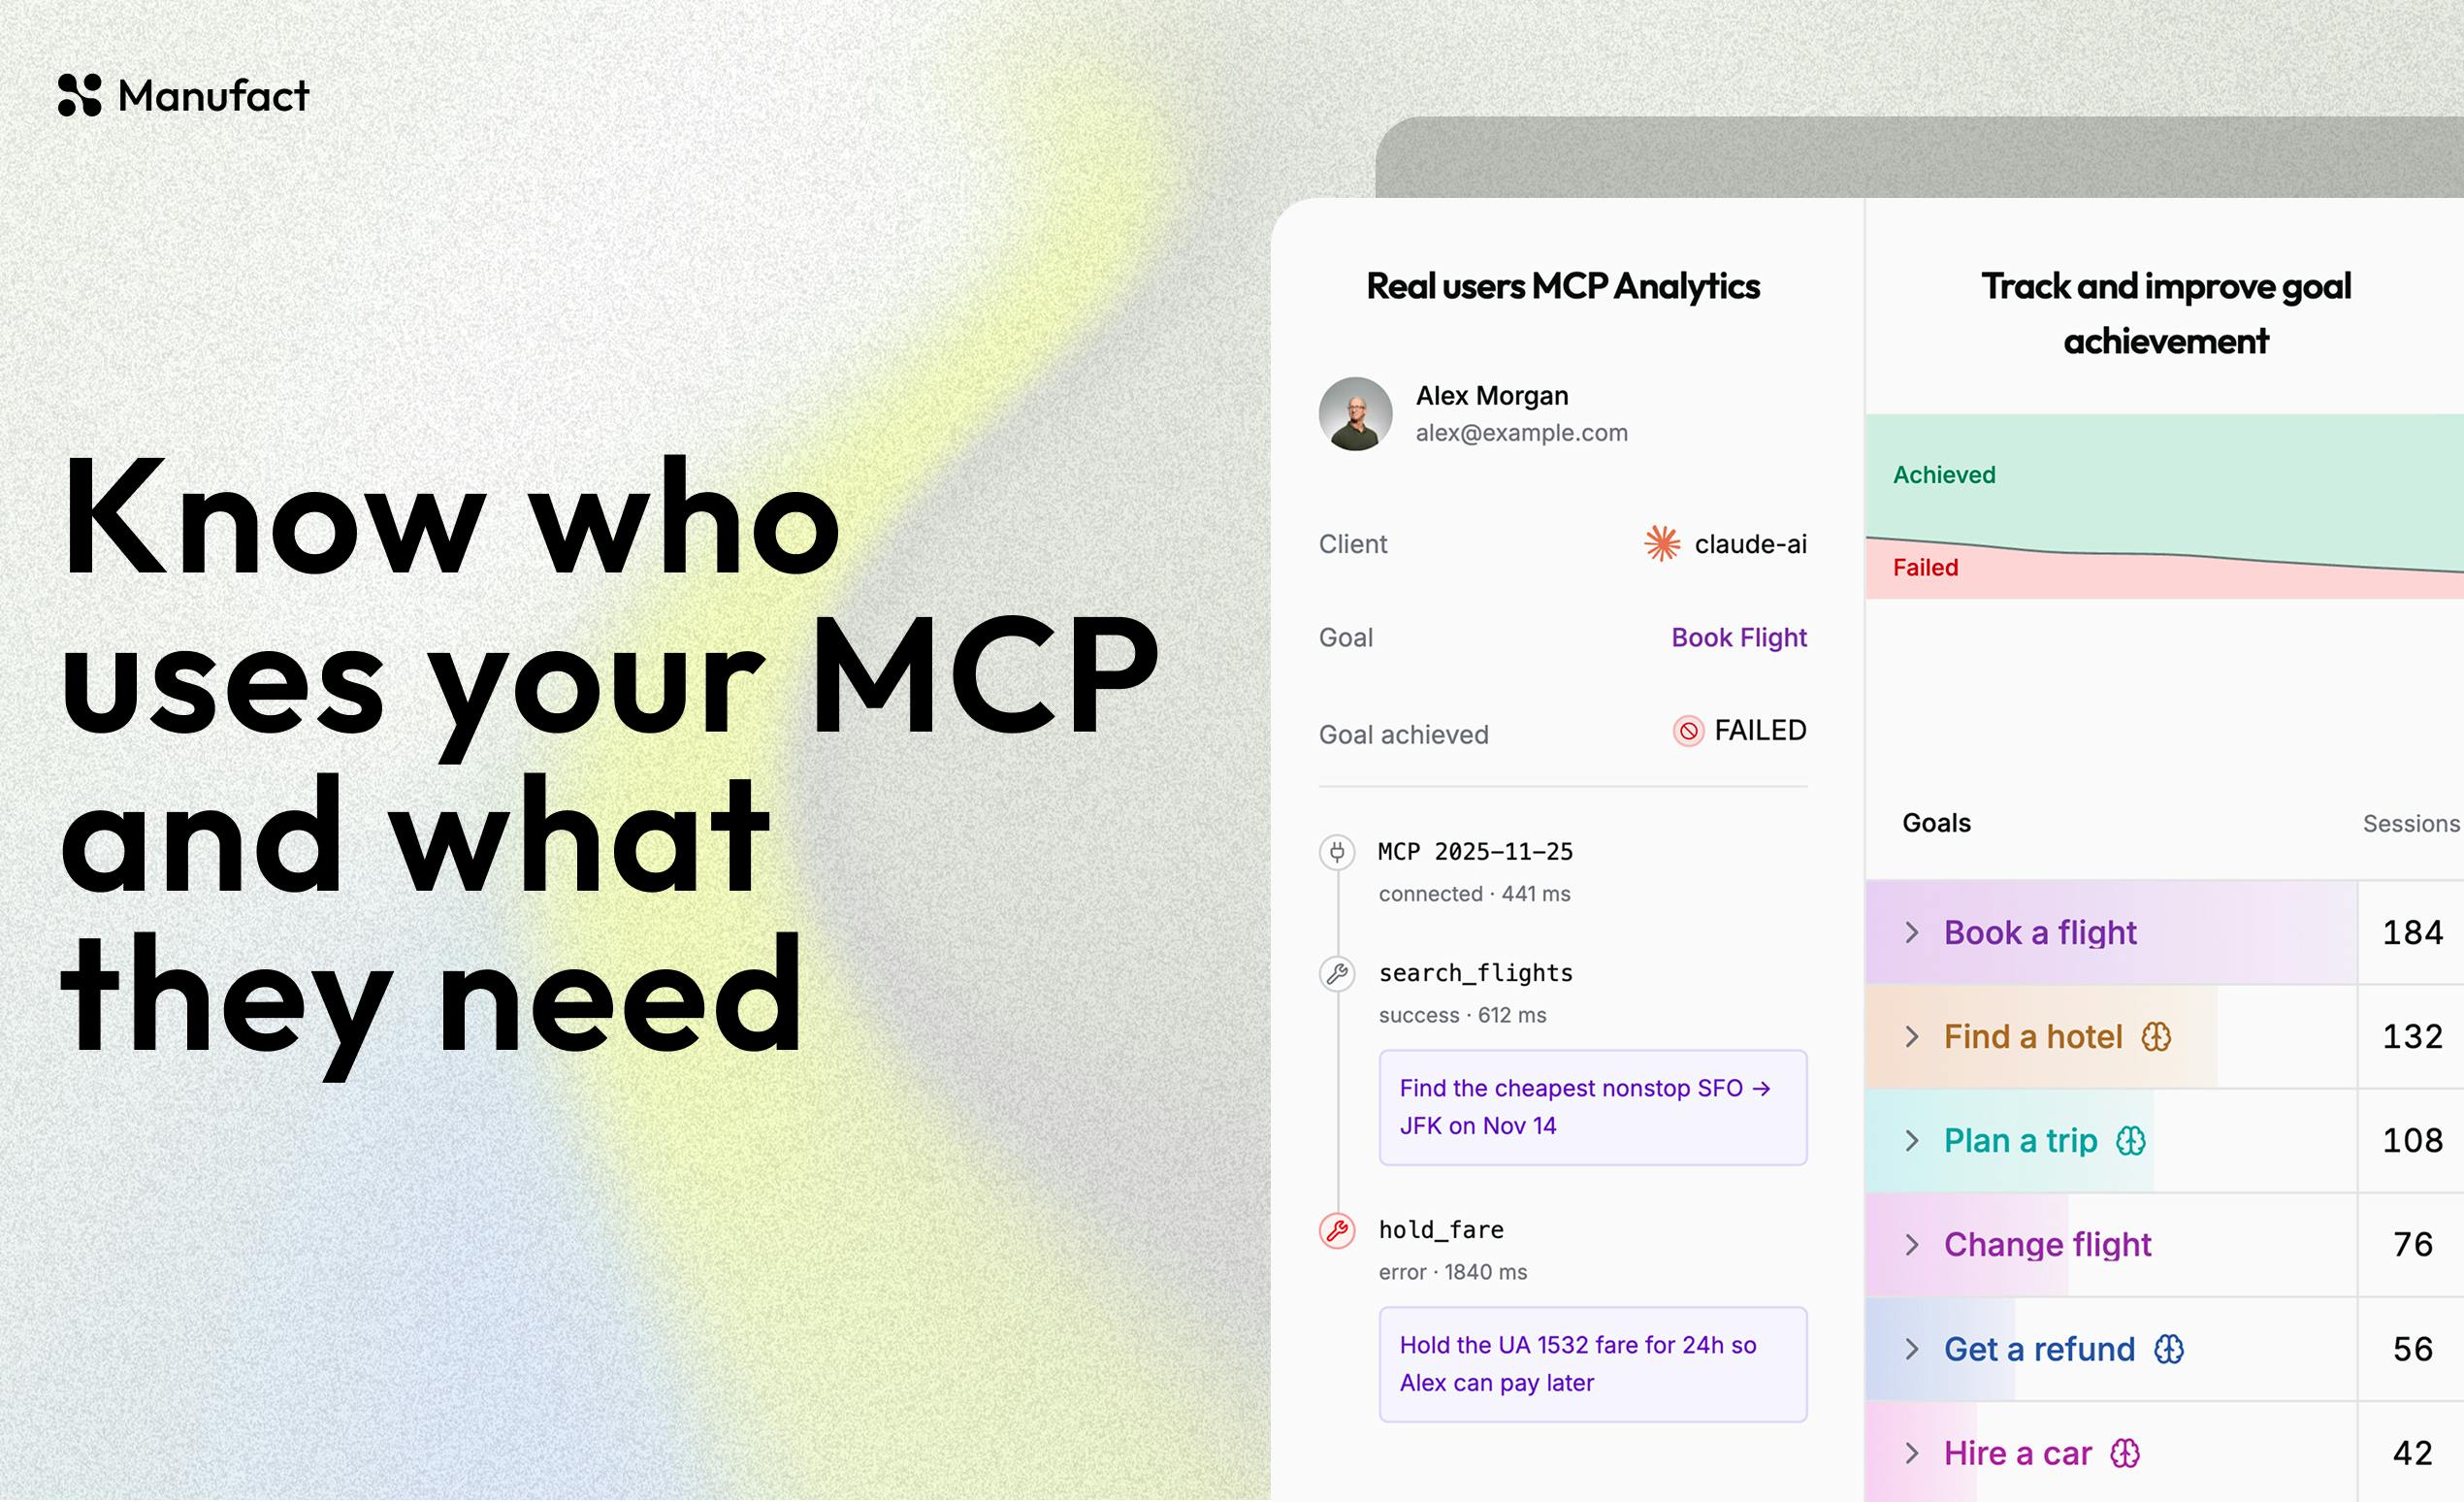 Manufact
Know who
uses your MCP
and what
they need
Real users MCP Analytics
Alex Morgan
alex@example.com
Client
claude-ai
Goal
Book Flight
Goal achieved
FAILED
MCP 2025-11-25
connected · 441 ms
search_flights
success · 612 ms
Find the cheapest nonstop SFO →
JFK on Nov 14
hold_fare
error · 1840 ms
Hold the UA 1532 fare for 24h so
Alex can pay later
Track and improve goal
achievement
Achieved
Failed
Goals
Sessions
Book a flight
184
Find a hotel
132
Plan a trip
108
Change flight
76
Get a refund
56
Hire a car
42